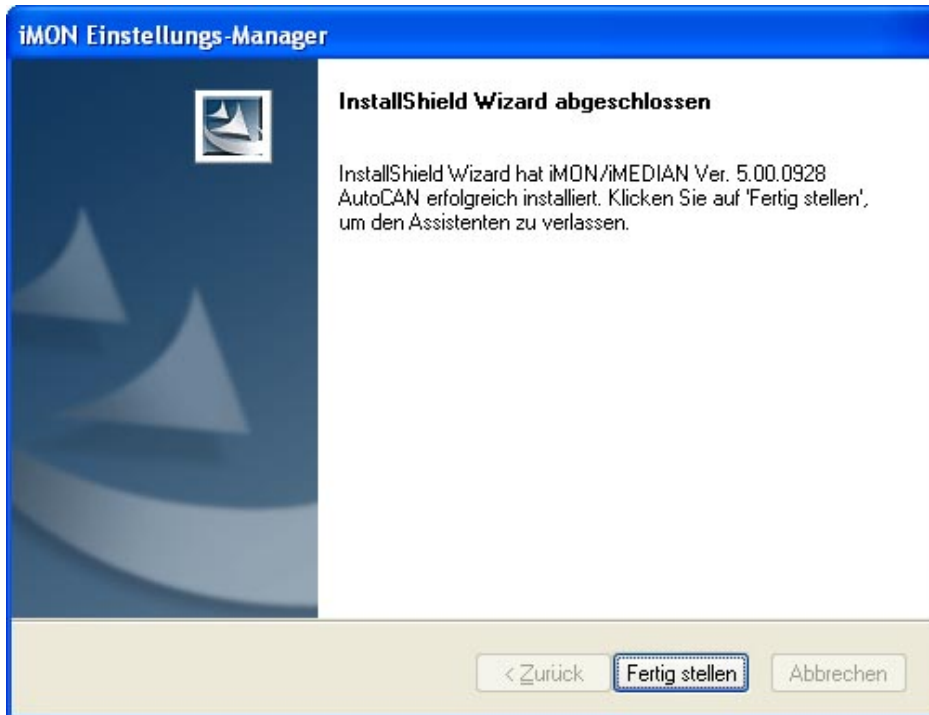 iMON Einstellungs-Manager
InstallShield Wizard abgeschlossen
InstallShield Wizard hat iMON/iMEDIAN Ver. 5.00.0928
AutoCAN erfolgreich installiert. Klicken Sie auf 'Fertig stellen',
um den Assistenten zu verlassen.
< Zurück Fertig stellen Abbrechen